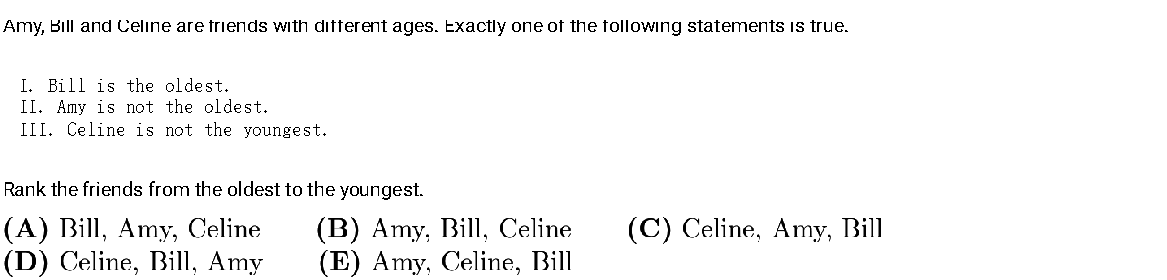 Amy, Bill and Celine are friends with different ages. Exactly one of the following statements is true.
I. Bill is the oldest.
II. Amy is not the oldest.
III. Celine is not the youngest.
Rank the friends from the oldest to the youngest.
(A) Bill, Amy, Celine (B) Amy, Bill, Celine (C) Celine, Amy, Bill
(D) Celine, Bill, Amy (E) Amy, Celine, Bill